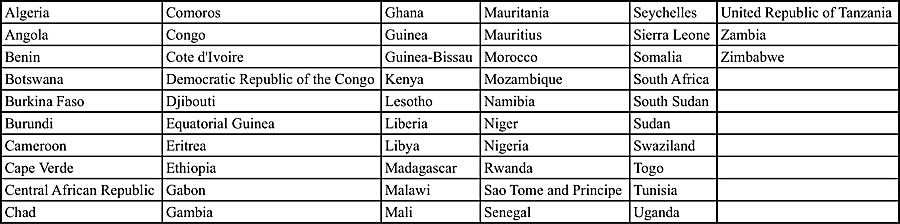 Algeria Comoros Ghana Mauritania Seychelles United Republic of Tanzania
Angola Congo Guinea Mauritius Sierra Leone Zambia
Benin Cote d'Ivoire Guinea-Bissau Morocco Somalia Zimbabwe
Botswana Democratic Republic of the Congo Kenya Mozambique South Africa
Burkina Faso Djibouti Lesotho Namibia South Sudan
Burundi Equatorial Guinea Liberia Niger Sudan
Cameroon Eritrea Libya Nigeria Swaziland
Cape Verde Ethiopia Madagascar Rwanda Togo
Central African Republic Gabon Malawi Sao Tome and Principe Tunisia
Chad Gambia Mali Senegal Uganda